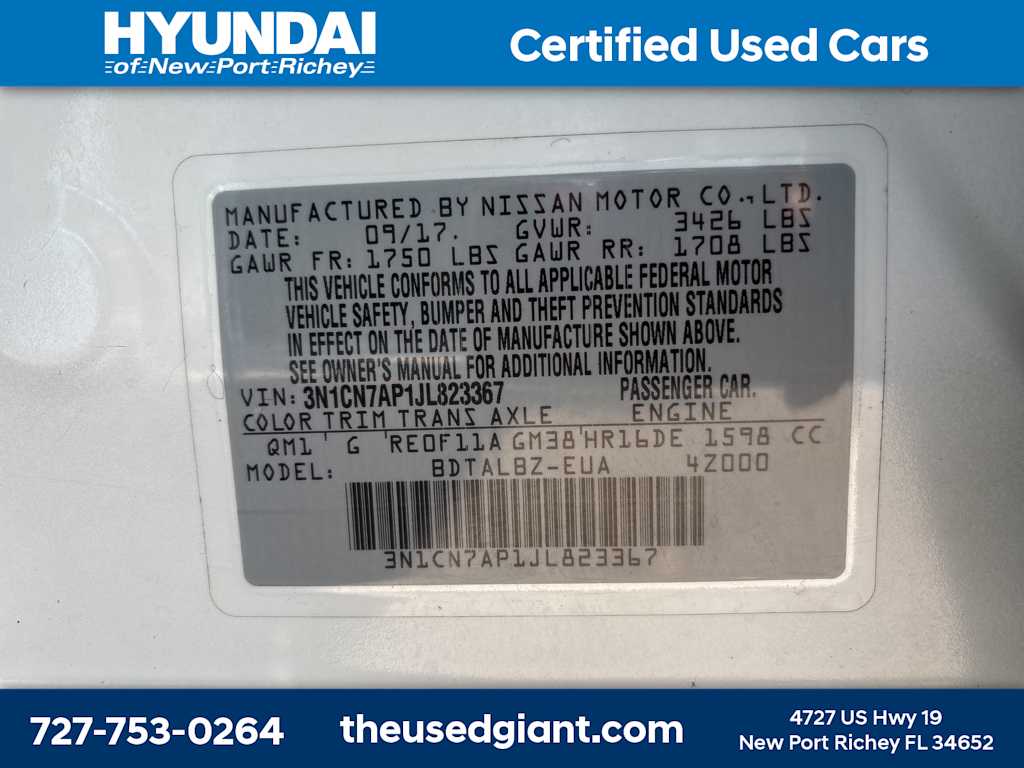 HYUNDAI
of New Port Richey
Certified Used Cars
MANUFACTURED BY NISSAN MOTOR CO., LTD.
DATE: 09/17. GVWR: 3426 LBS
GAWR FR: 1750 LBS GAWR RR: 1708 LBS
THIS VEHICLE CONFORMS TO ALL APPLICABLE FEDERAL MOTOR
VEHICLE SAFETY, BUMPER AND THEFT PREVENTION STANDARDS
IN EFFECT ON THE DATE OF MANUFACTURE SHOWN ABOVE.
SEE OWNER'S MANUAL FOR ADDITIONAL INFORMATION.
VIN: 3N1CN7AP1JL823367 PASSENGER CAR.
COLOR TRIM TRANS AXLE ENGINE
QM1 G RE0F11A GM38 HR16DE 1598 CC
MODEL: BDTALBZ-EUA 4Z000
3N1CN7AP1JL823367
727-753-0264
theusedgiant.com
4727 US Hwy 19
New Port Richey FL 34652